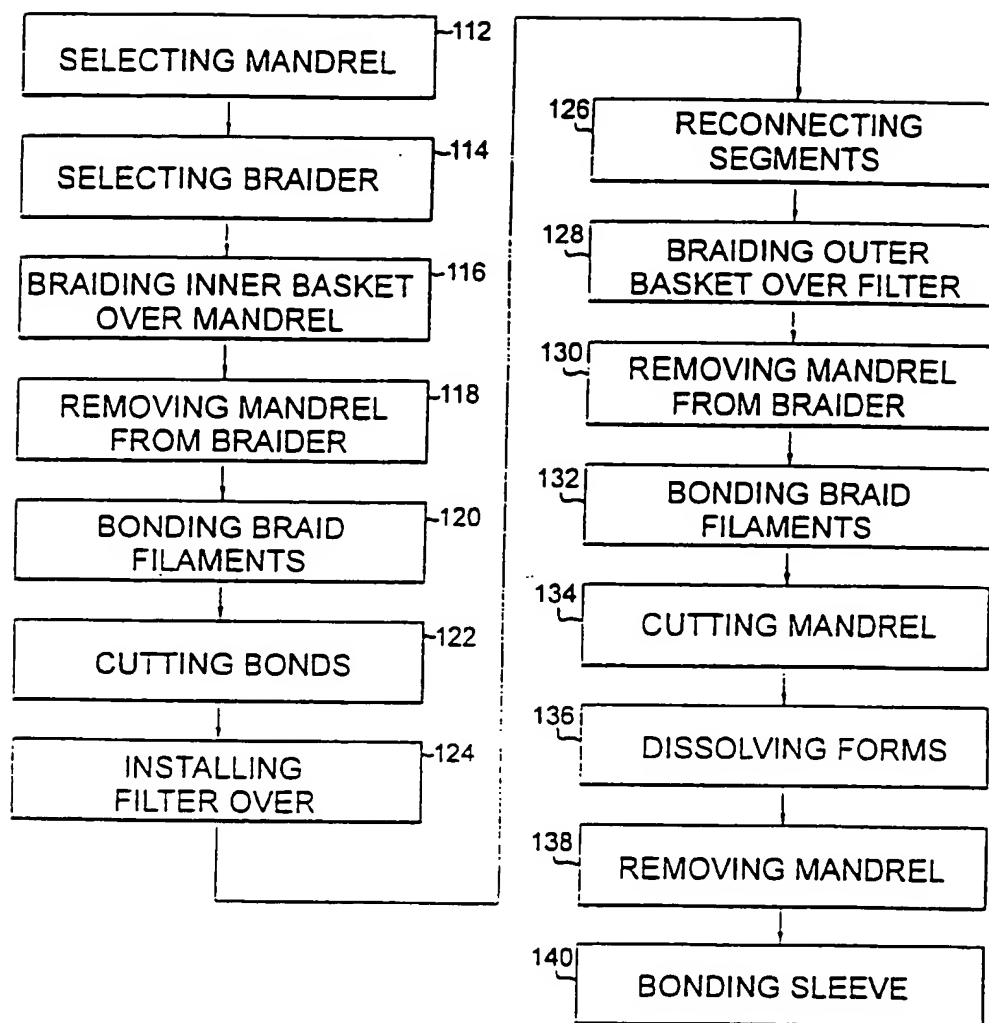 SELECTING MANDREL
112
SELECTING BRAIDER
114
BRAIDING INNER BASKET
OVER MANDREL
116
REMOVING MANDREL
FROM BRAIDER
118
BONDING BRAID
FILAMENTS
120
CUTTING BONDS
122
INSTALLING
FILTER OVER
124
126
RECONNECTING
SEGMENTS
128
BRAIDING OUTER
BASKET OVER FILTER
130
REMOVING MANDREL
FROM BRAIDER
132
BONDING BRAID
FILAMENTS
134
CUTTING MANDREL
136
DISSOLVING FORMS
138
REMOVING MANDREL
140
BONDING SLEEVE